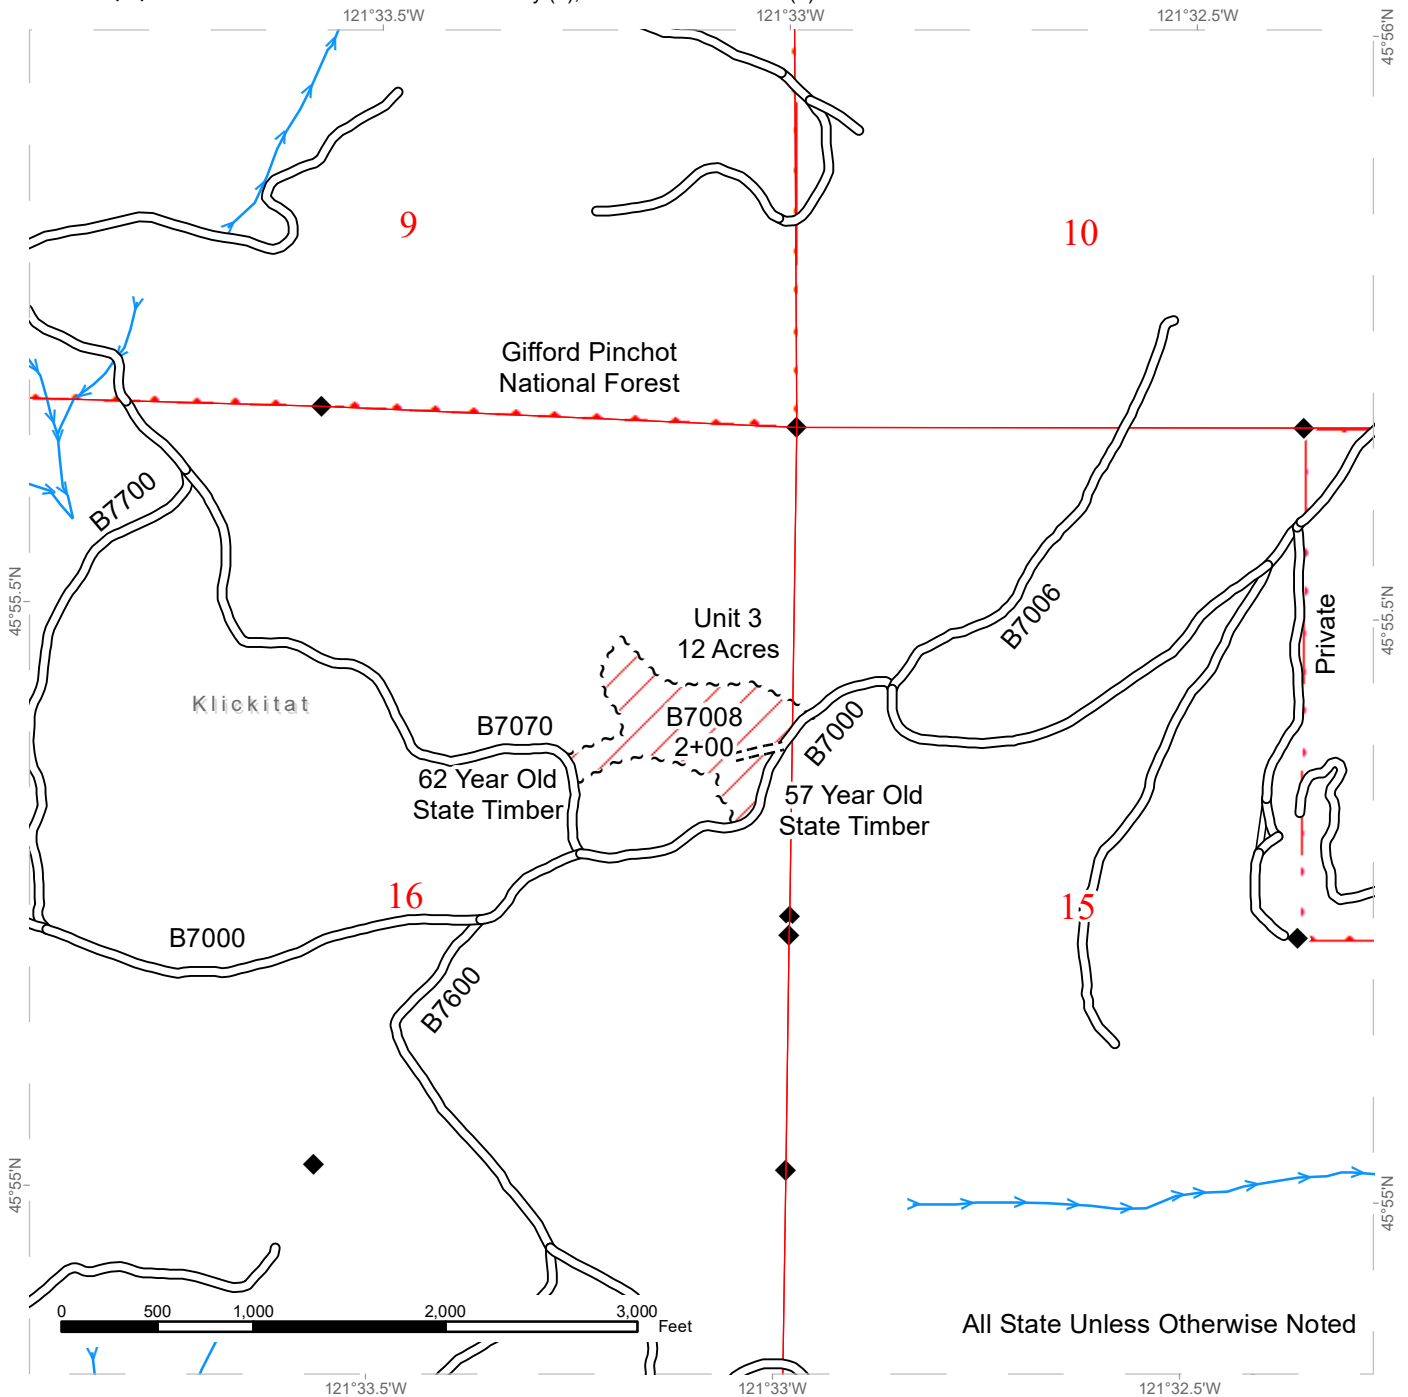 121°33.5'W
121°33'W
121°32.5'W
45°56'N
9
10
Gifford Pinchot
National Forest
B7700
45°55.5'N
45°55.5'N
Unit 3
12 Acres
B7006
Private
Klickitat
B7070
B7008
2+00
B7000
62 Year Old
State Timber
57 Year Old
State Timber
16
15
B7000
B7600
45°55'N
45°55'N
0
500
1,000
2,000
3,000
Feet
All State Unless Otherwise Noted
121°33.5'W
121°33'W
121°32.5'W